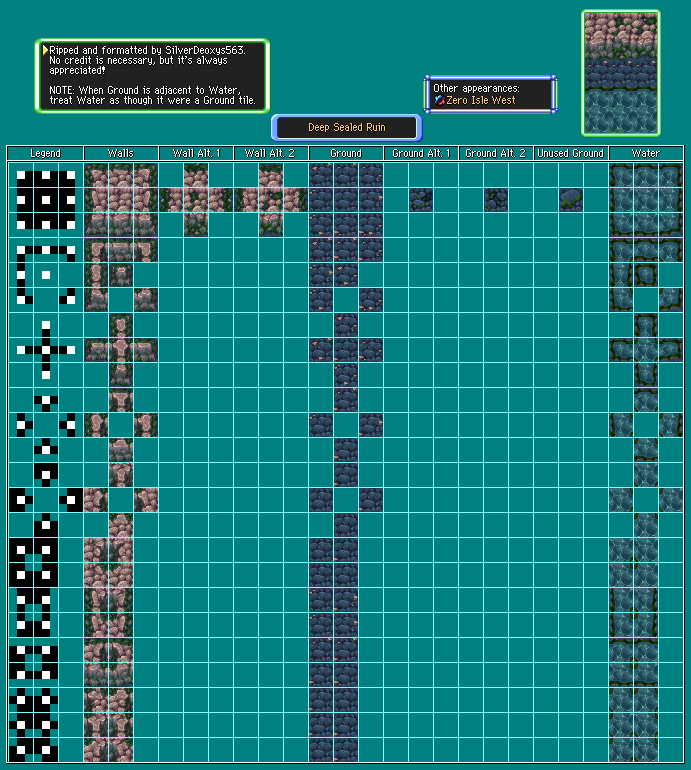 Ripped and formatted by SilverDeoxys563.
No credit is necessary, but it's always
appreciated!
NOTE: When Ground is adjacent to Water,
treat Water as though it were a Ground tile.
Other appearances:
Zero Isle West
Deep Sealed Ruin
Legend Walls Wall Alt. 1 Wall Alt. 2 Ground Ground Alt. 1 Ground Alt. 2 Unused Ground Water